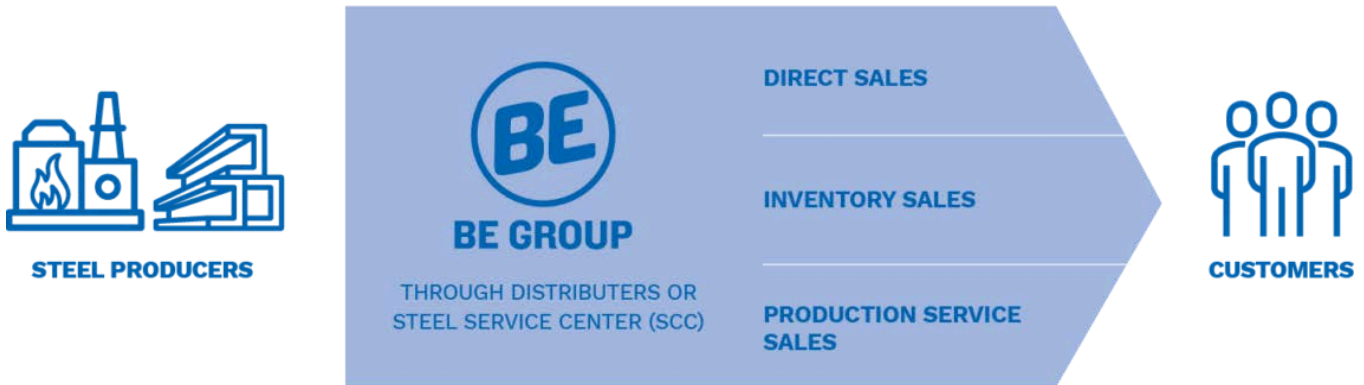 STEEL PRODUCERS
BE
BE GROUP
THROUGH DISTRIBUTERS OR
STEEL SERVICE CENTER (SCC)
DIRECT SALES
INVENTORY SALES
PRODUCTION SERVICE
SALES
CUSTOMERS